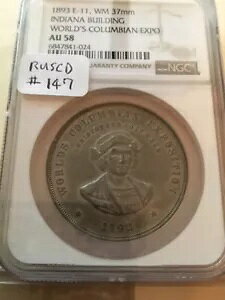 1893 E-11, WM 37mm
INDIANA BUILDING
WORLD'S COLUMBIAN EXPO
AU 58
6847841-024
NGC
GUARANTY COMPANY
RUSCD
#147
WORLD'S COLUMBIAN EXPOSITION